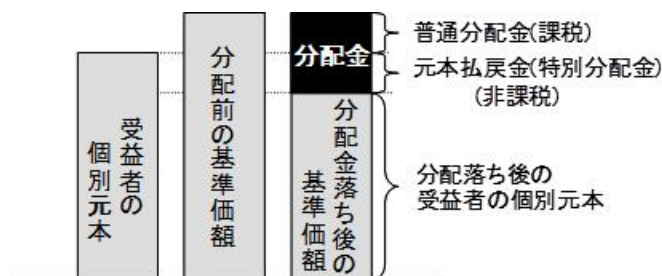 受益者の
個別元本
分配前の基準価額
分配金
分配金落ち後の
基準価額
普通分配金(課税)
元本払戻金(特別分配金)
(非課税)
分配落ち後の
受益者の個別元本